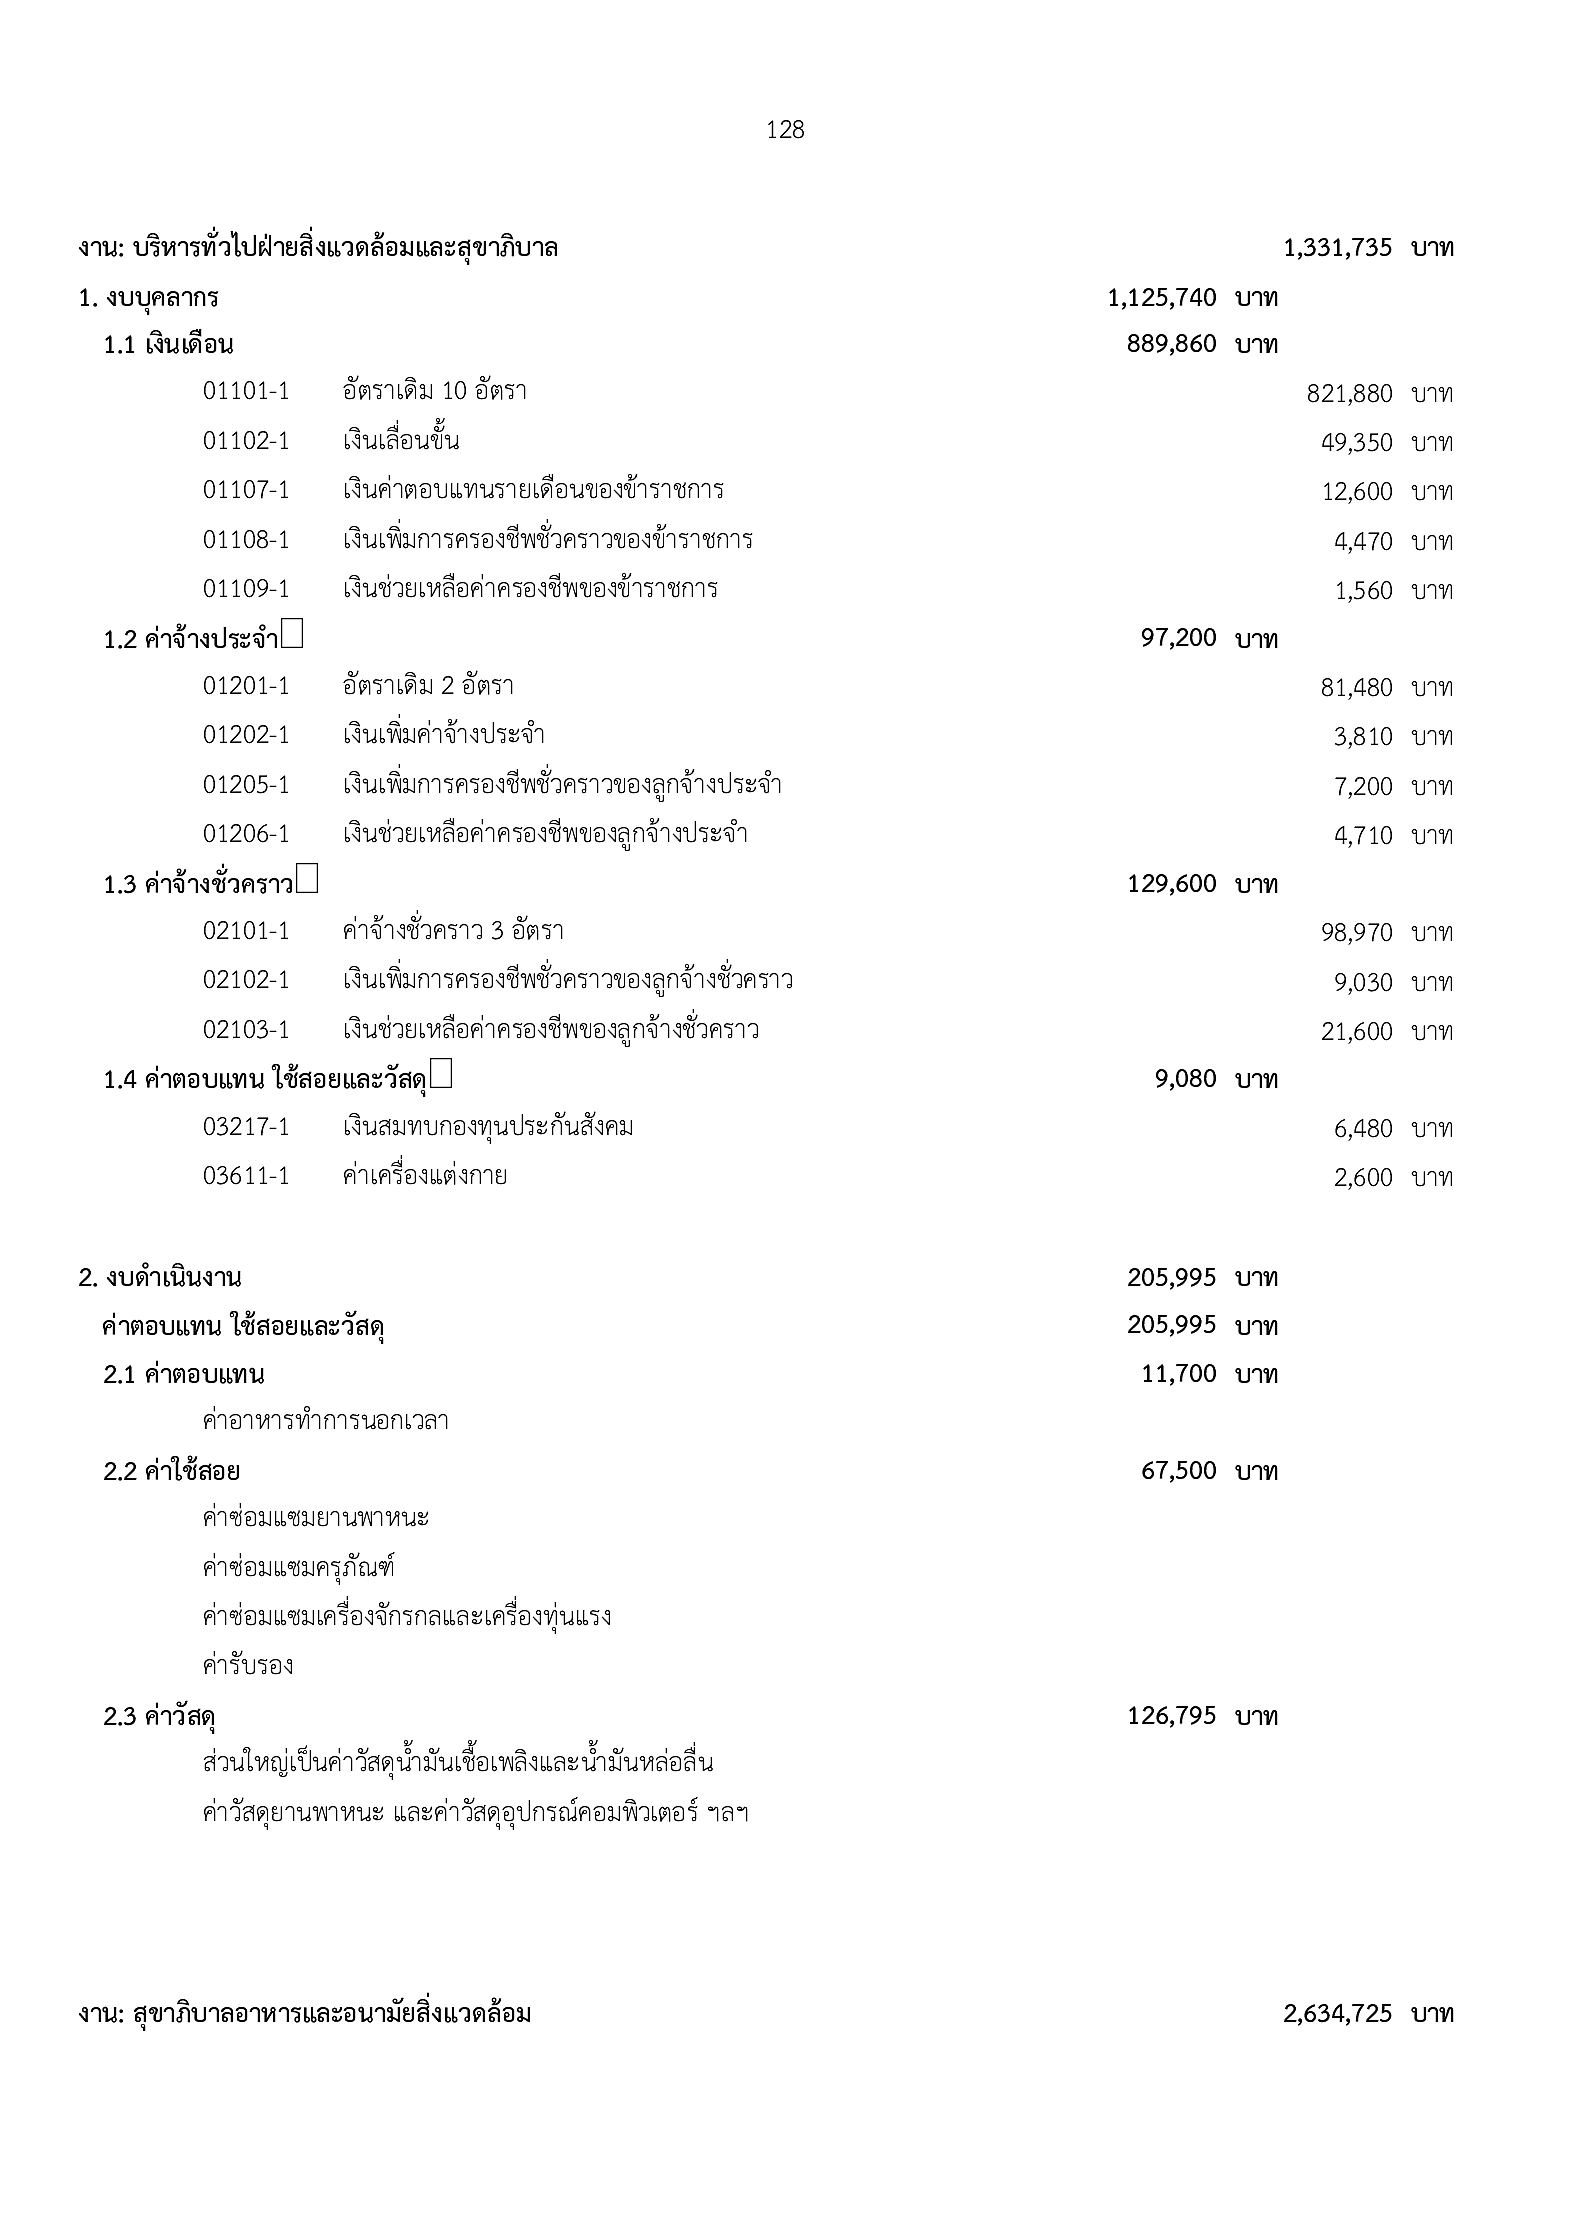 128
งาน: บริหารทั่วไปฝ่ายสิ่งแวดล้อมและสุขาภิบาล 1,331,735 บาท
1. งบบุคลากร 1,125,740 บาท
1.1 เงินเดือน 889,860 บาท
01101-1 อัตราเดิม 10 อัตรา 821,880 บาท
01102-1 เงินเลื่อนขั้น 49,350 บาท
01107-1 เงินค่าตอบแทนรายเดือนของข้าราชการ 12,600 บาท
01108-1 เงินเพิ่มการครองชีพชั่วคราวของข้าราชการ 4,470 บาท
01109-1 เงินช่วยเหลือค่าครองชีพของข้าราชการ 1,560 บาท
1.2 ค่าจ้างประจำ 97,200 บาท
01201-1 อัตราเดิม 2 อัตรา 81,480 บาท
01202-1 เงินเพิ่มค่าจ้างประจำ 3,810 บาท
01205-1 เงินเพิ่มการครองชีพชั่วคราวของลูกจ้างประจำ 7,200 บาท
01206-1 เงินช่วยเหลือค่าครองชีพของลูกจ้างประจำ 4,710 บาท
1.3 ค่าจ้างชั่วคราว 129,600 บาท
02101-1 ค่าจ้างชั่วคราว 3 อัตรา 98,970 บาท
02102-1 เงินเพิ่มการครองชีพชั่วคราวของลูกจ้างชั่วคราว 9,030 บาท
02103-1 เงินช่วยเหลือค่าครองชีพของลูกจ้างชั่วคราว 21,600 บาท
1.4 ค่าตอบแทน ใช้สอยและวัสดุ 9,080 บาท
03217-1 เงินสมทบกองทุนประกันสังคม 6,480 บาท
03611-1 ค่าเครื่องแต่งกาย 2,600 บาท
2. งบดำเนินงาน 205,995 บาท
ค่าตอบแทน ใช้สอยและวัสดุ 205,995 บาท
2.1 ค่าตอบแทน 11,700 บาท
ค่าอาหารทำการนอกเวลา
2.2 ค่าใช้สอย 67,500 บาท
ค่าซ่อมแซมยานพาหนะ
ค่าซ่อมแซมครุภัณฑ์
ค่าซ่อมแซมเครื่องจักรกลและเครื่องทุ่นแรง
ค่ารับรอง
2.3 ค่าวัสดุ 126,795 บาท
ส่วนใหญ่เป็นค่าวัสดุน้ำมันเชื้อเพลิงและน้ำมันหล่อลื่น
ค่าวัสดุยานพาหนะ และค่าวัสดุอุปกรณ์คอมพิวเตอร์ ฯลฯ
งาน: สุขาภิบาลอาหารและอนามัยสิ่งแวดล้อม 2,634,725 บาท